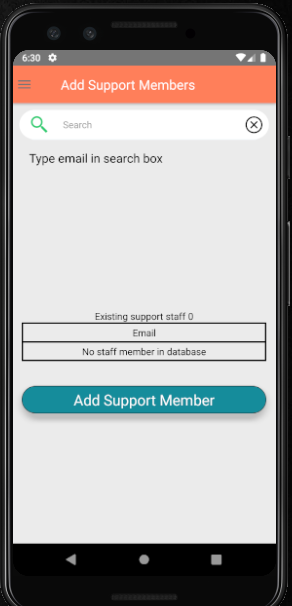 6:30
Add Support Members
Search
Type email in search box
Existing support staff 0
Email
No staff member in database
Add Support Member